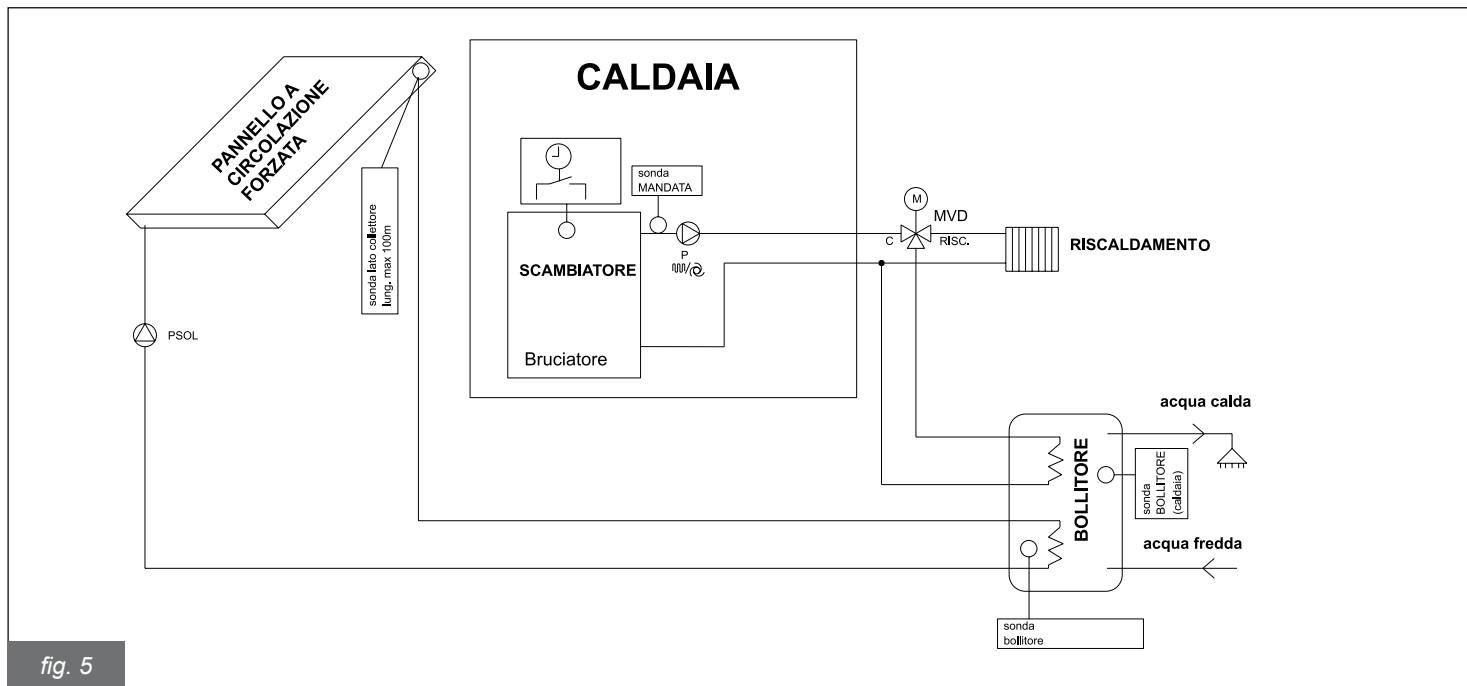 PANNELLO A
CIRCOLAZIONE
FORZATA
sonda lato collettore
lung. max 100m
PSOL
CALDAIA
sonda
MANDATA
P
SCAMBIATORE
Bruciatore
M
MVD
C
RISC.
RISCALDAMENTO
acqua calda
BOLLITORE
sonda
BOLLITORE
(caldaia)
acqua fredda
sonda
bollitore
fig. 5